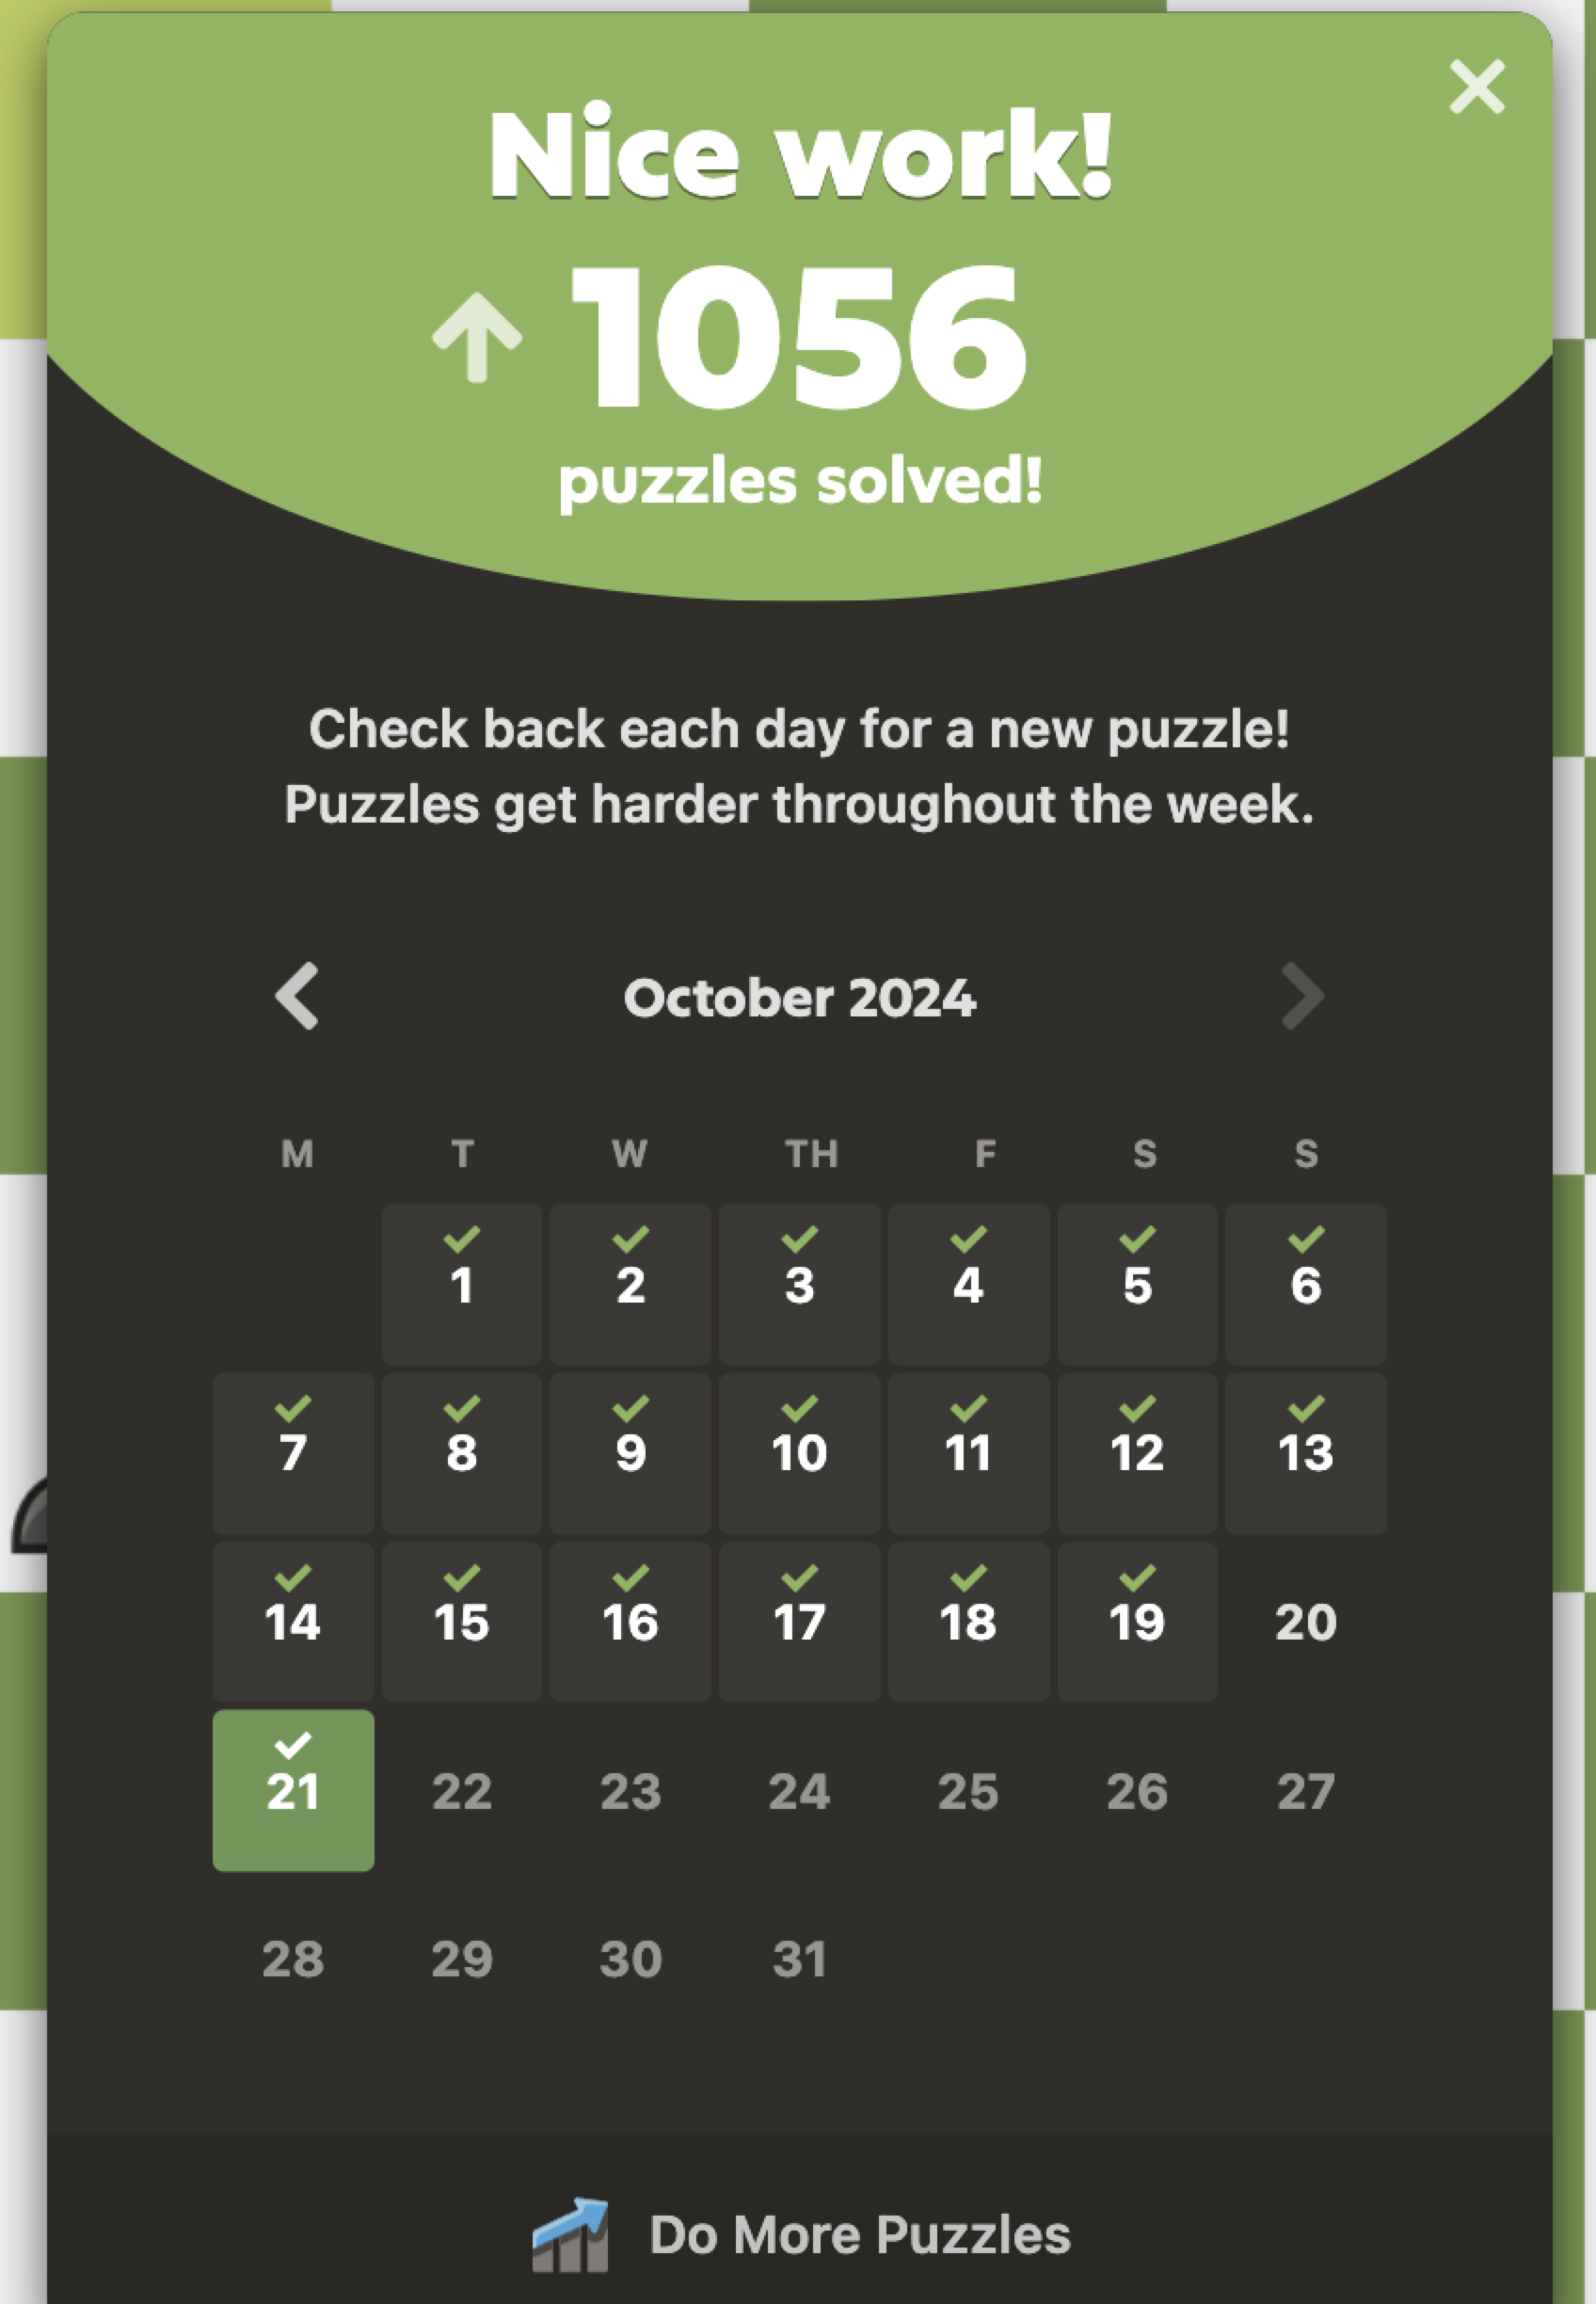 Nice work!
1056
puzzles solved!
Check back each day for a new puzzle!
Puzzles get harder throughout the week.
October 2024
M T W TH F S S
1 2 3 4 5 6
7 8 9 10 11 12 13
14 15 16 17 18 19 20
21 22 23 24 25 26 27
28 29 30 31
Do More Puzzles